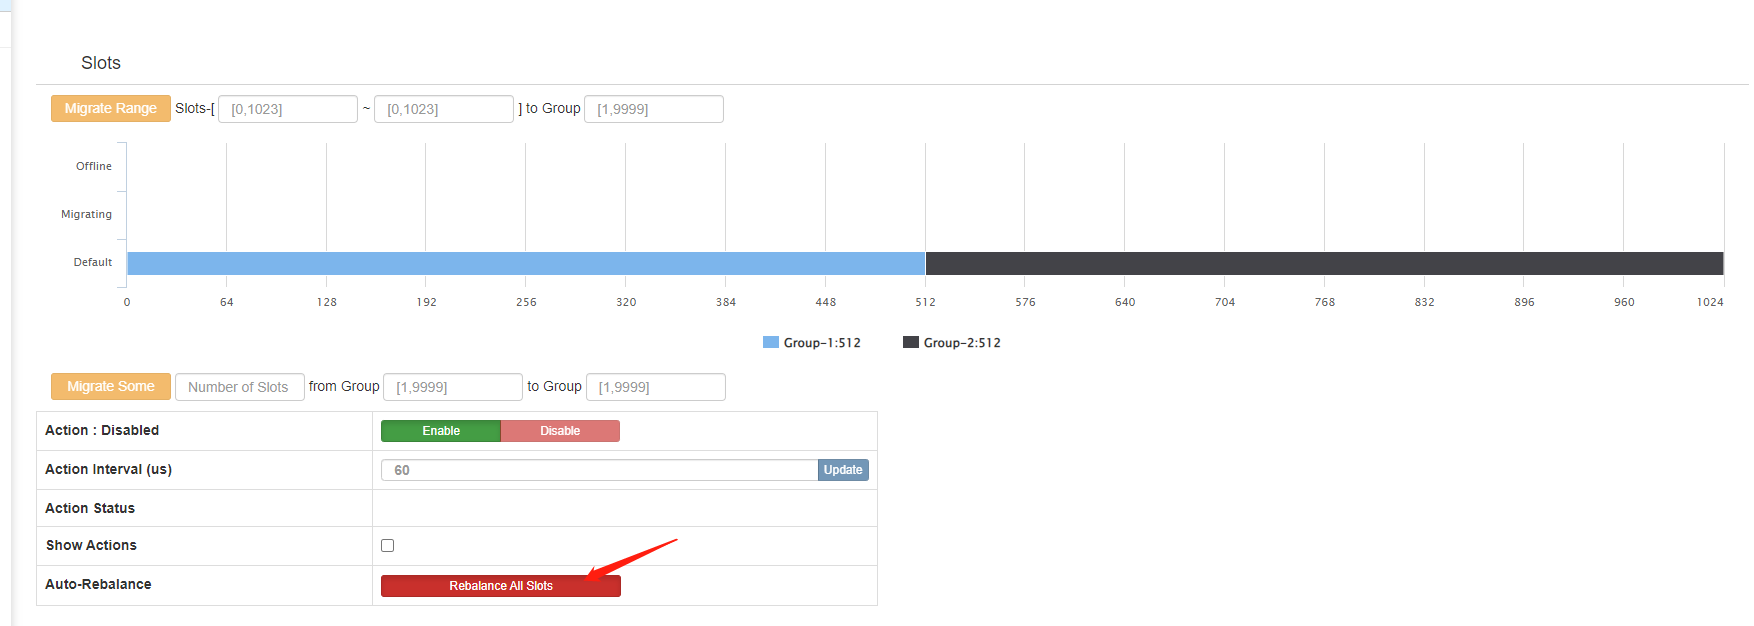 Slots
Migrate Range Slots-[ [0,1023] ~ [0,1023] ] to Group [1,9999]
Offline
Migrating
Default
0 64 128 192 256 320 384 448 512 576 640 704 768 832 896 960 1024
Group-1:512 Group-2:512
Migrate Some Number of Slots from Group [1,9999] to Group [1,9999]
Action : Disabled Enable Disable
Action Interval (us) 60 Update
Action Status
Show Actions
Auto-Rebalance Rebalance All Slots